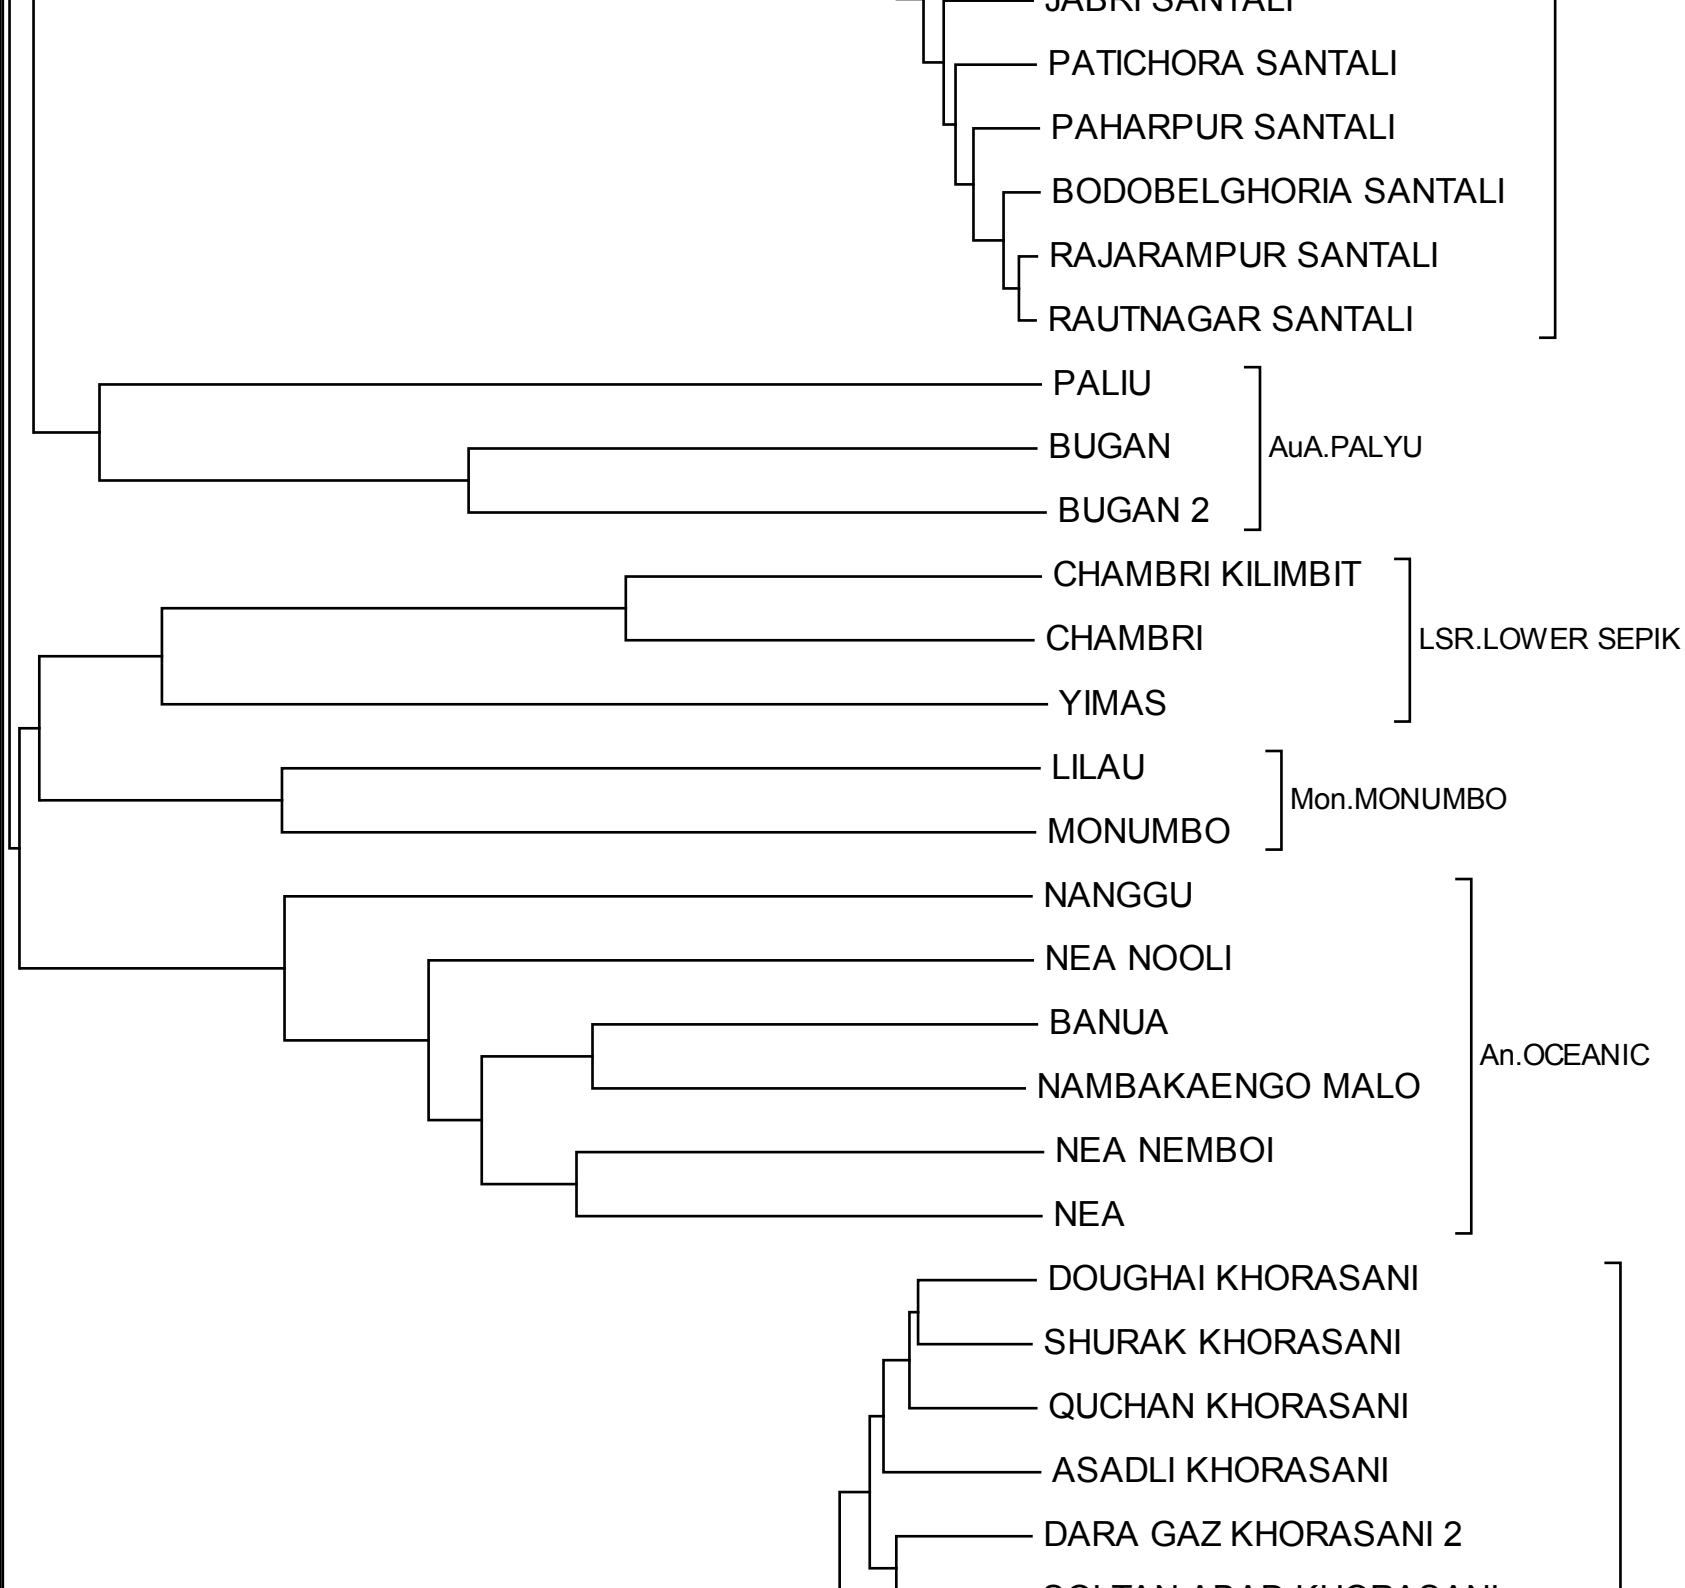 JABRI SANTALI
PATICHORA SANTALI
PAHARPUR SANTALI
BODOBELGHORIA SANTALI
RAJARAMPUR SANTALI
RAUTNAGAR SANTALI
PALIU
BUGAN
AuA.PALYU
BUGAN 2
CHAMBRI KILIMBIT
CHAMBRI
LSR.LOWER SEPIK
YIMAS
LILAU
Mon.MONUMBO
MONUMBO
NANGGU
NEA NOOLI
BANUA
An.OCEANIC
NAMBAKAENGO MALO
NEA NEMBOI
NEA
DOUGHAI KHORASANI
SHURAK KHORASANI
QUCHAN KHORASANI
ASADLI KHORASANI
DARA GAZ KHORASANI 2